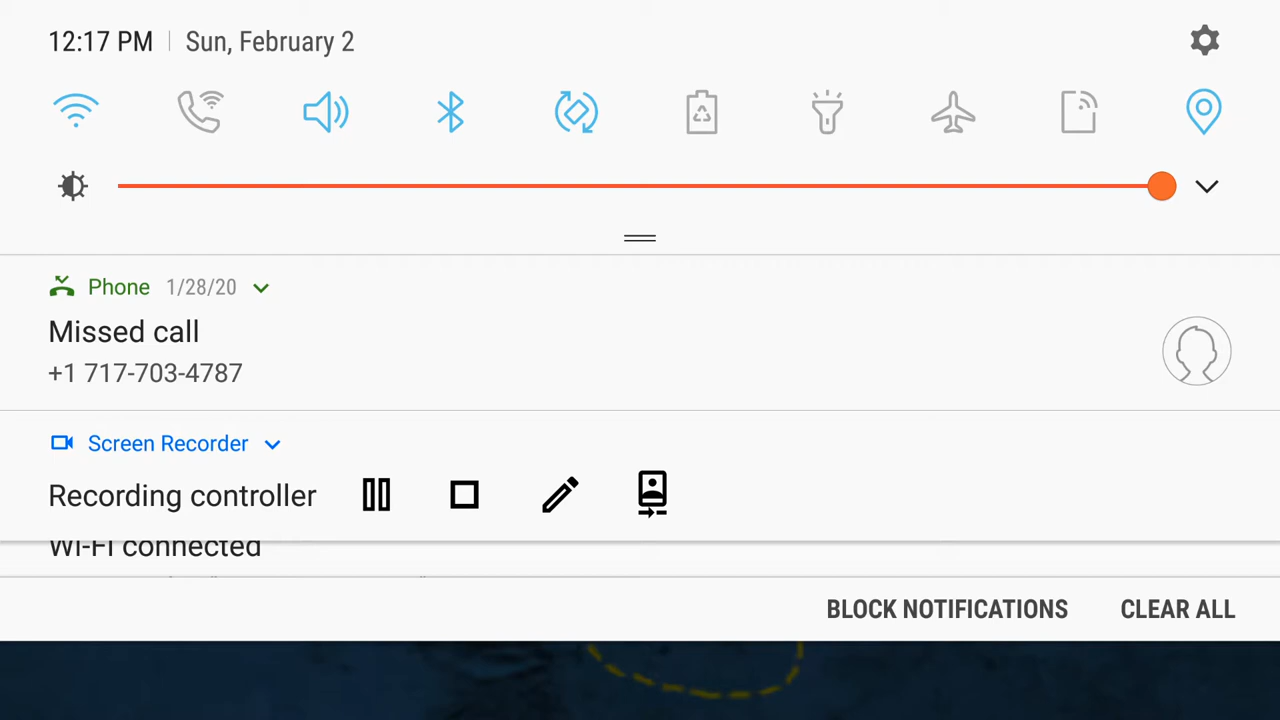 12:17 PM | Sun, February 2
Phone 1/28/20
Missed call
+1 717-703-4787
Screen Recorder
Recording controller
Wi-Fi connected
BLOCK NOTIFICATIONS CLEAR ALL